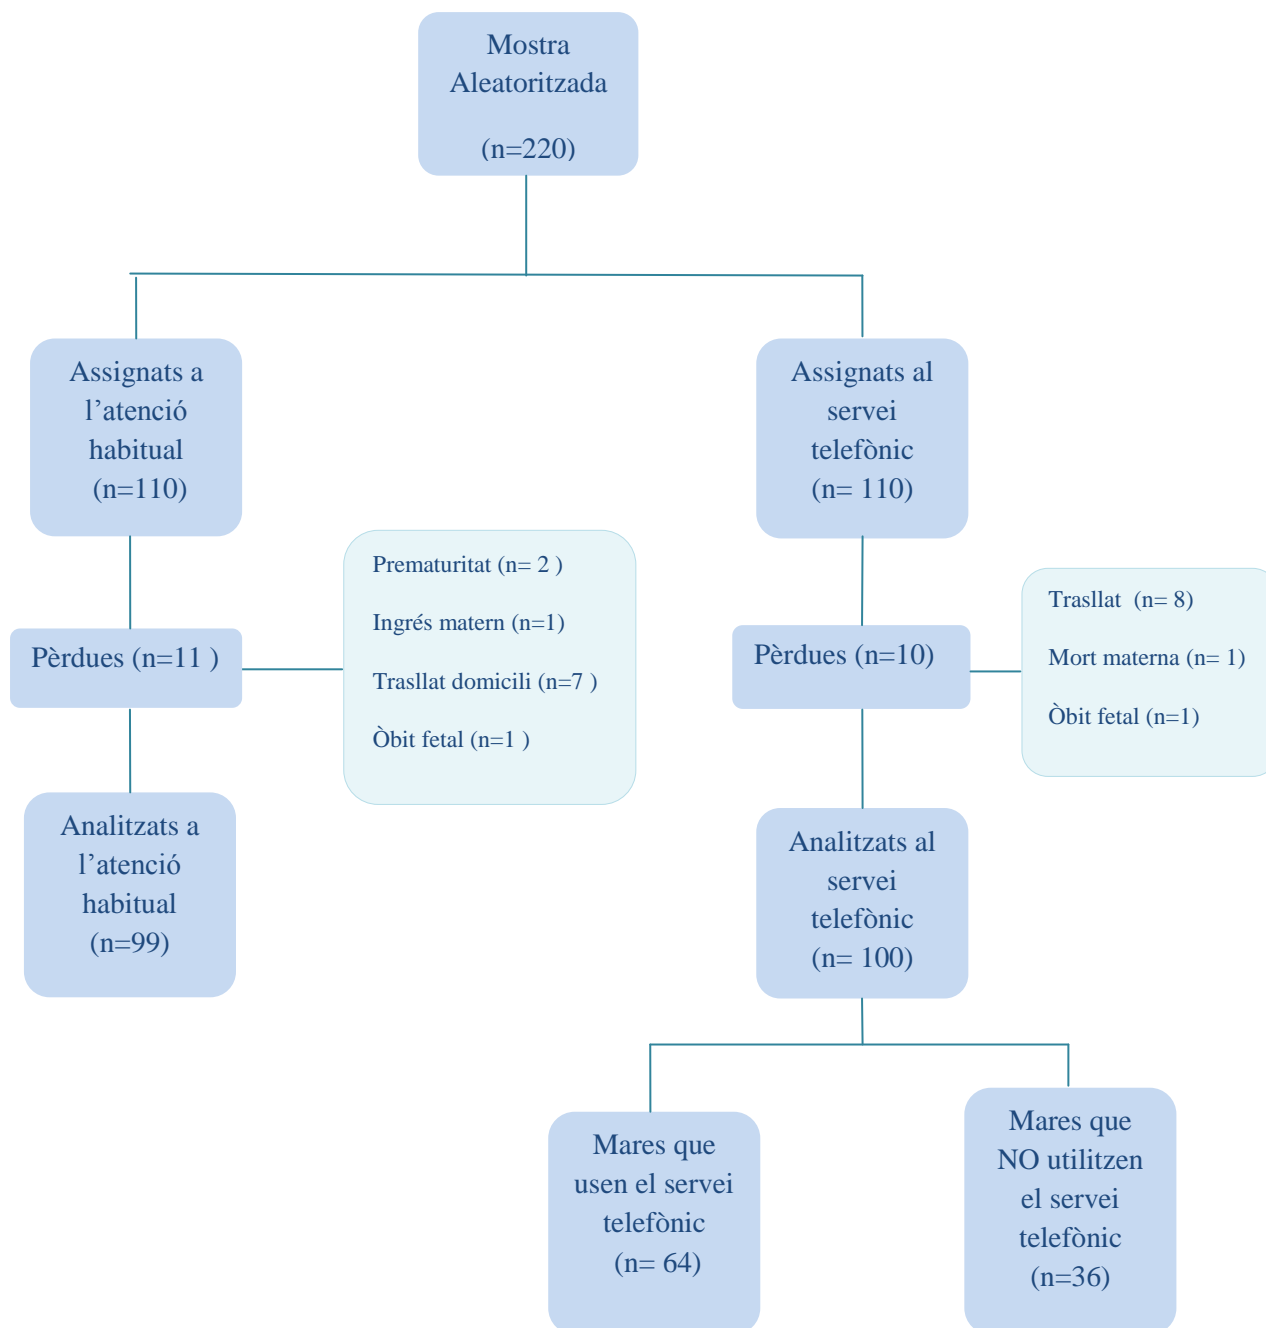 Mostra
Aleatoritzada
(n=220)
Assignats a
l’atenció
habitual
(n=110)
Assignats al
servei
telefònic
(n= 110)
Prematuritat (n= 2 )
Ingrés matern (n=1)
Trasllat domicili (n=7 )
Òbit fetal (n=1 )
Trasllat  (n= 8)
Mort materna (n= 1)
Òbit fetal (n=1)
Pèrdues (n=11 )
Pèrdues (n=10)
Analitzats a
l’atenció
habitual
(n=99)
Analitzats al
servei
telefònic
(n= 100)
Mares que
usen el servei
telefònic
(n= 64)
Mares que
NO utilitzen
el servei
telefònic
(n=36)